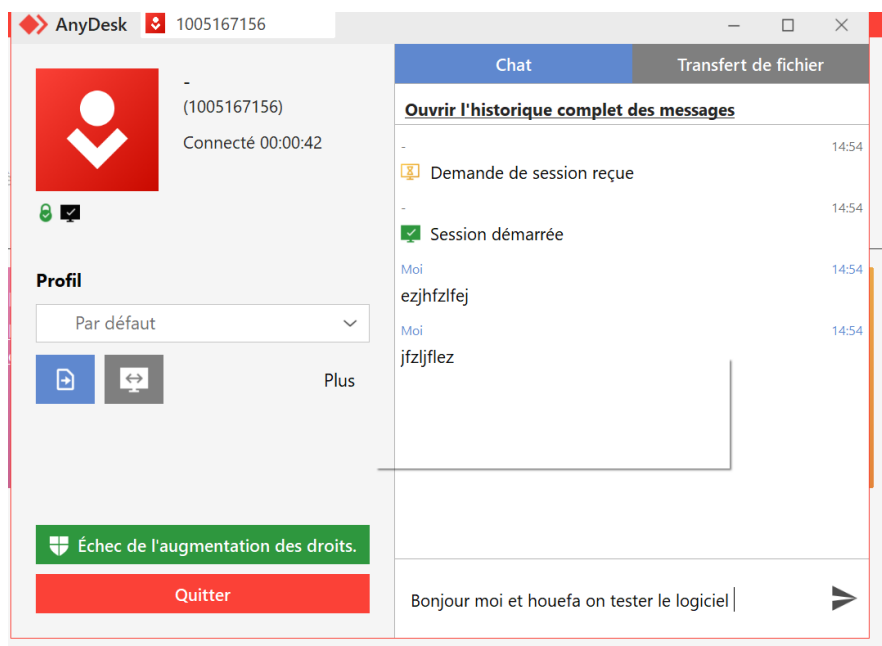 AnyDesk 1005167156
-
(1005167156)
Connecté 00:00:42
Profil
Par défaut
Plus
Échec de l'augmentation des droits.
Quitter
Chat Transfert de fichier
Ouvrir l'historique complet des messages
- 14:54
Demande de session reçue
- 14:54
Session démarrée
Moi 14:54
ezjhfzlfej
Moi 14:54
jfzljflez
Bonjour moi et houefa on tester le logiciel